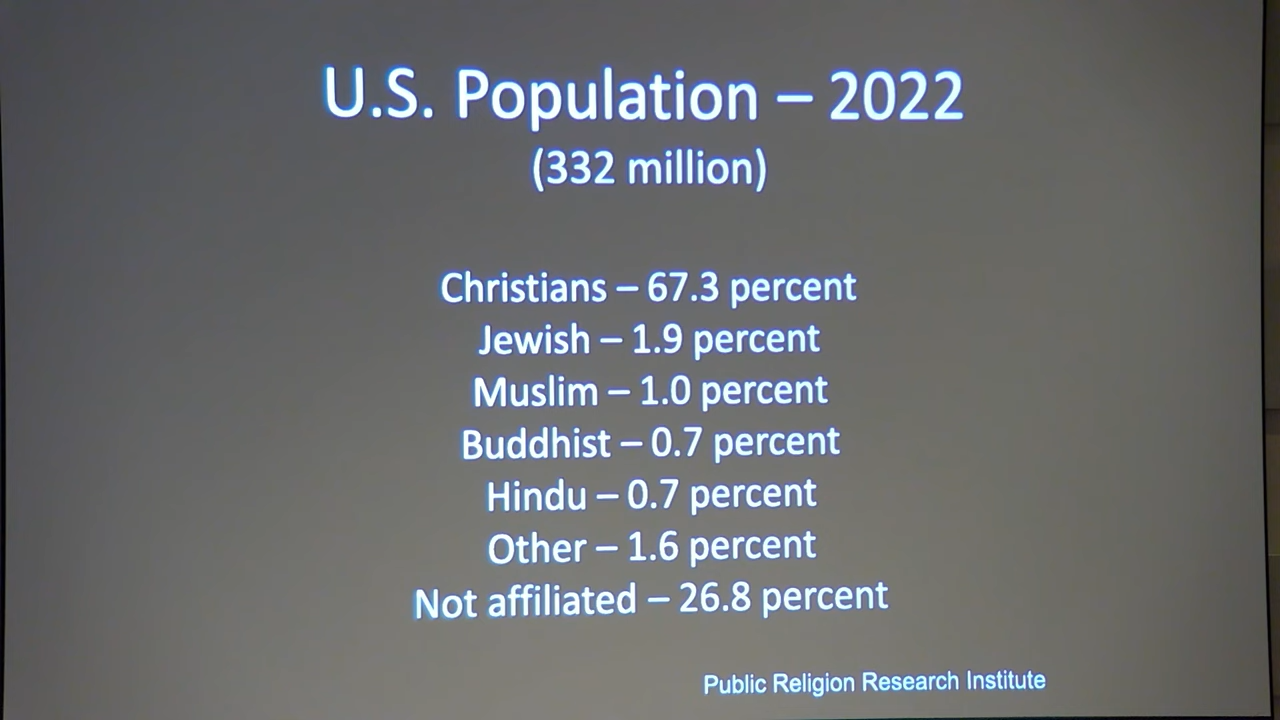 U.S. Population – 2022
(332 million)
Christians – 67.3 percent
Jewish – 1.9 percent
Muslim – 1.0 percent
Buddhist – 0.7 percent
Hindu – 0.7 percent
Other – 1.6 percent
Not affiliated – 26.8 percent
Public Religion Research Institute